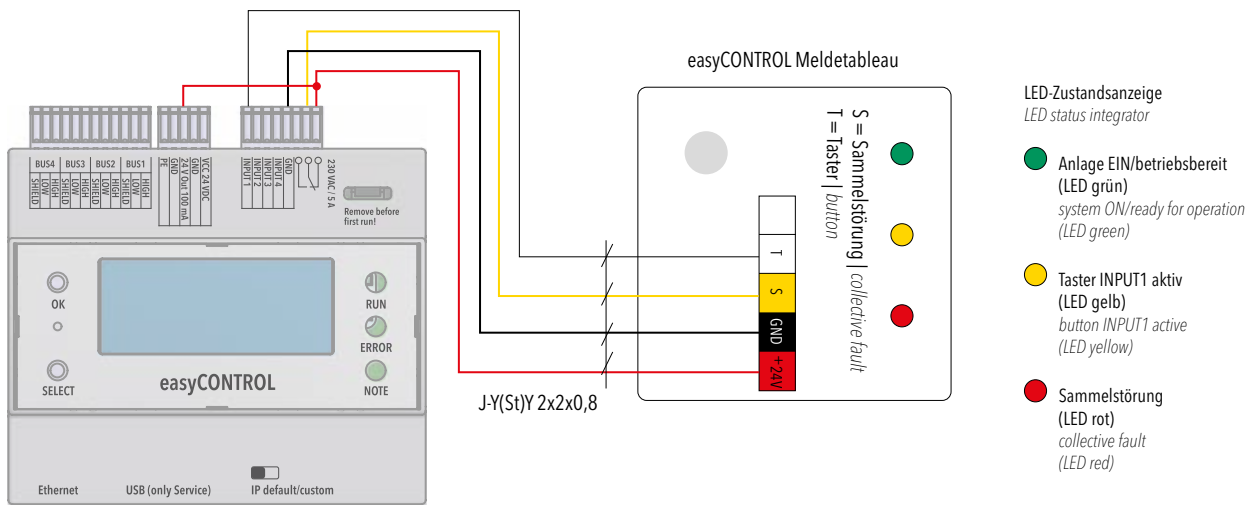 easyCONTROL Meldetableau
S = Sammelstörung | collective fault
T = Taster | button
T
S
GND
+24V
J-Y(St)Y 2x2x0,8
BUS4
BUS3
BUS2
BUS1
SHIELD
LOW
HIGH
SHIELD
LOW
HIGH
SHIELD
LOW
HIGH
SHIELD
LOW
HIGH
PE
GND
24 V Out 100 mA
GND
VCC 24 VDC
INPUT 1
INPUT 2
INPUT 3
INPUT 4
GND
230 VAC / 5 A
Remove before
first run!
OK
SELECT
RUN
ERROR
NOTE
easyCONTROL
Ethernet
USB (only Service)
IP default/custom
LED-Zustandsanzeige
LED status integrator
Anlage EIN/betriebsbereit
(LED grün)
system ON/ready for operation
(LED green)
Taster INPUT1 aktiv
(LED gelb)
button INPUT1 active
(LED yellow)
Sammelstörung
(LED rot)
collective fault
(LED red)